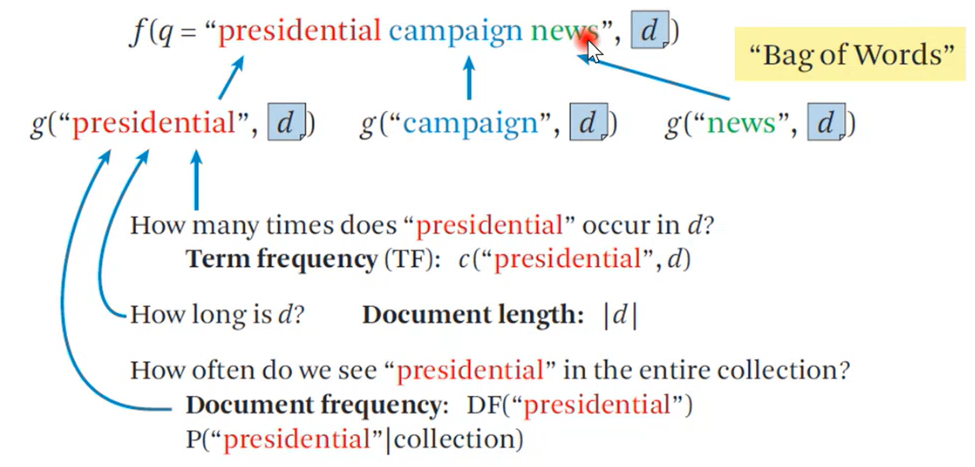 f(q = “presidential campaign news”, d)
“Bag of Words”
g(“presidential”, d) g(“campaign”, d) g(“news”, d)
How many times does “presidential” occur in d?
Term frequency (TF): c(“presidential”, d)
How long is d? Document length: |d|
How often do we see “presidential” in the entire collection?
Document frequency: DF(“presidential”)
P(“presidential”|collection)